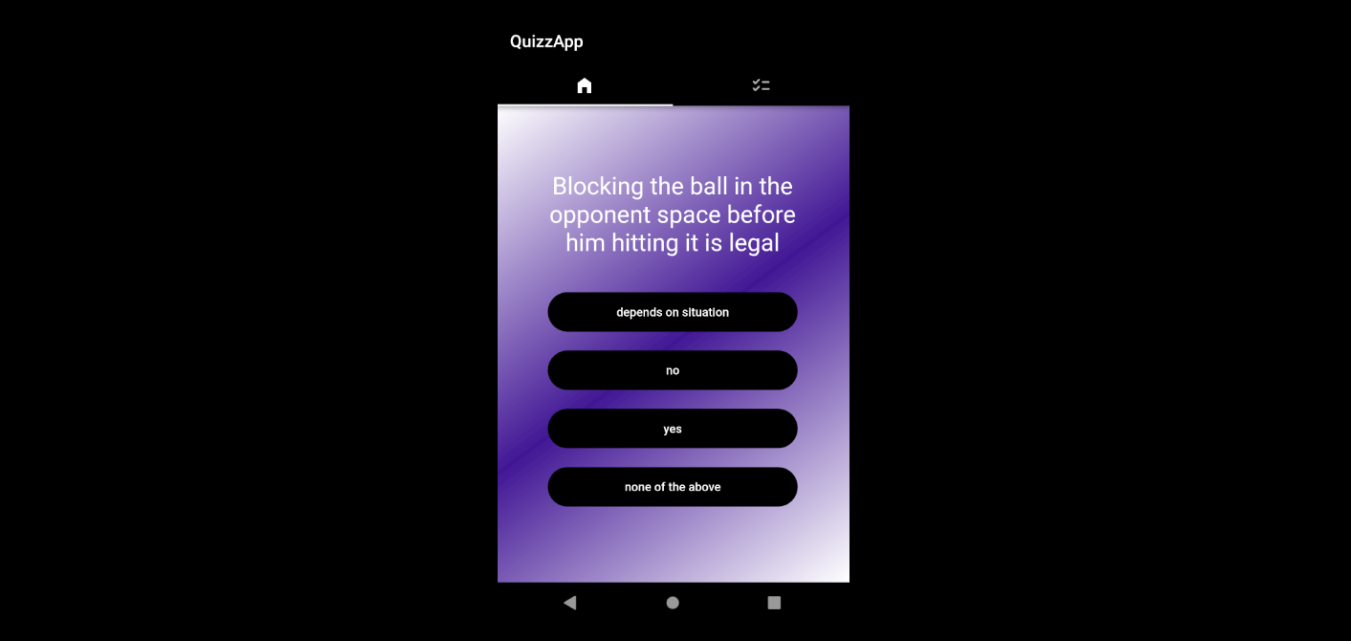 QuizzApp
Blocking the ball in the
opponent space before
him hitting it is legal
depends on situation
no
yes
none of the above